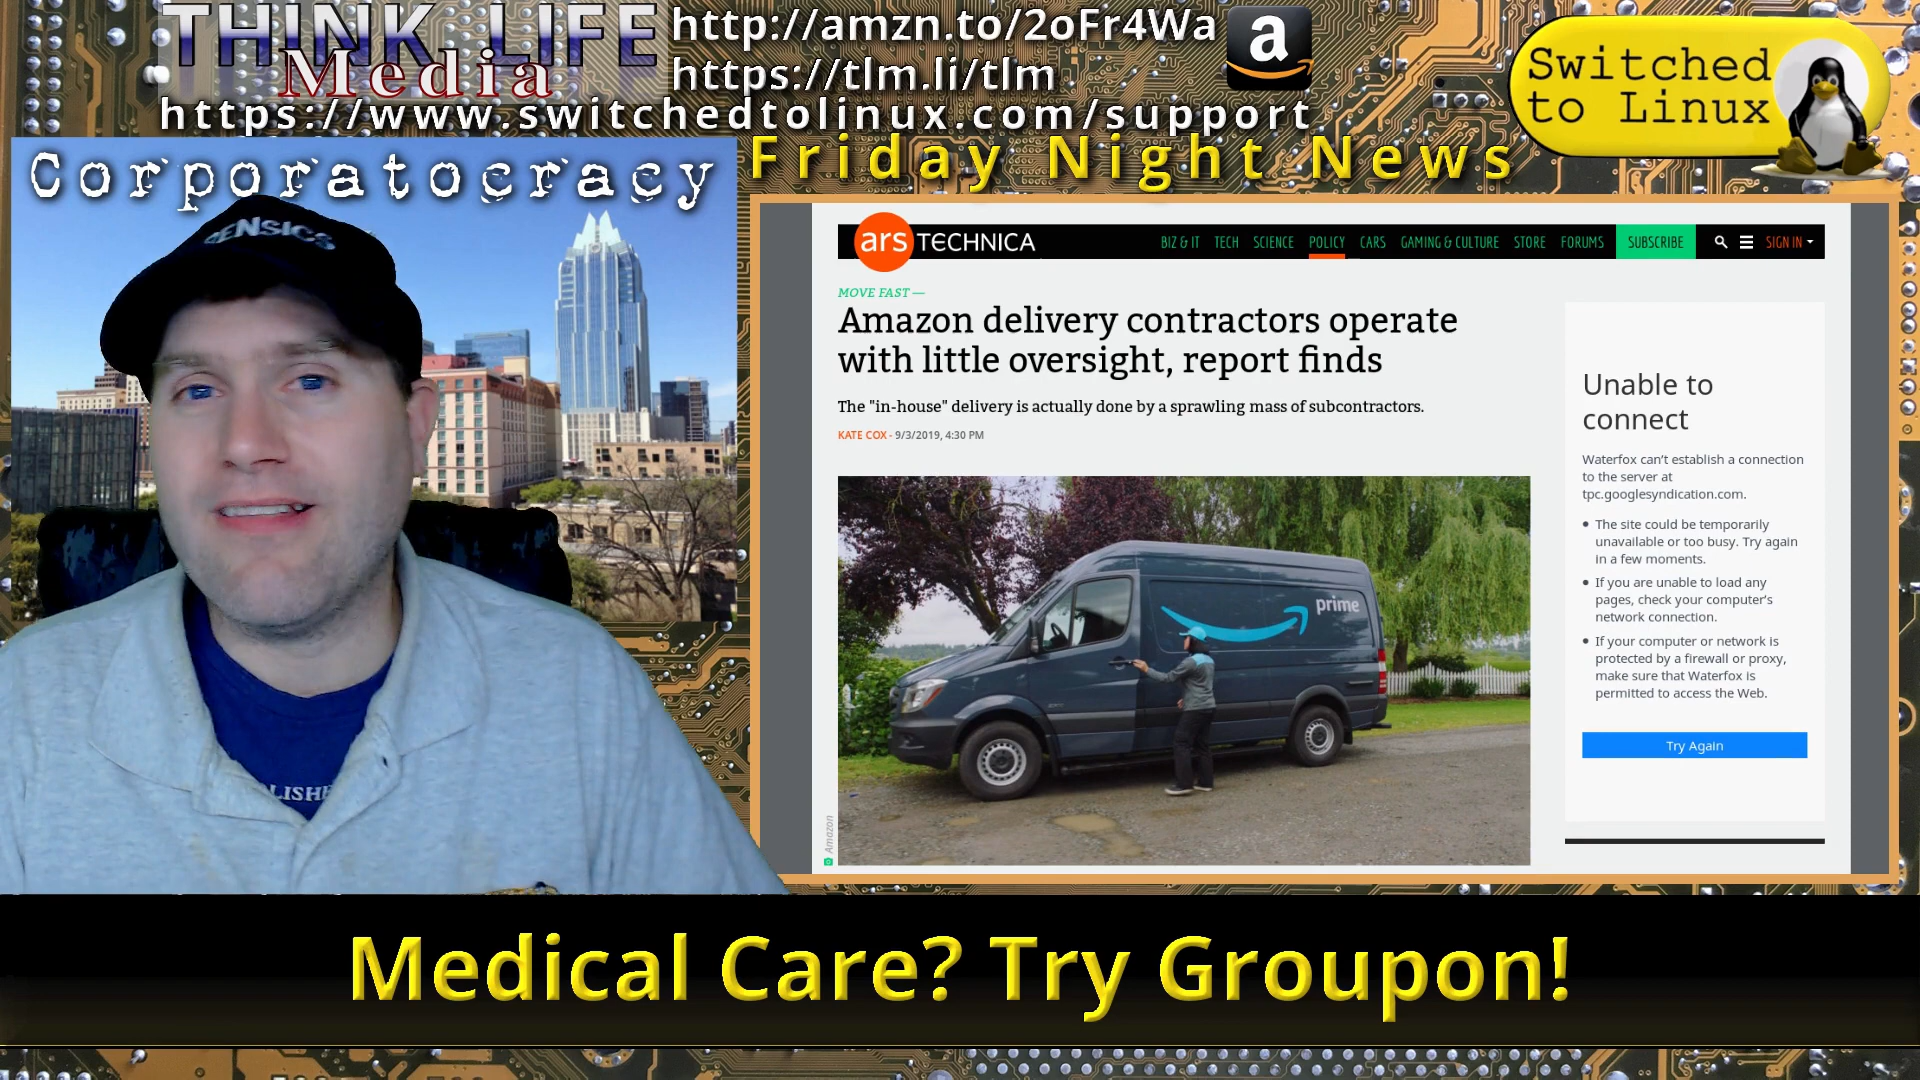 THINK LIFE
Media
http://amzn.to/2oFr4Wa
https://tlm.li/tlm
https://www.switchedtolinux.com/support
a
Switched
to Linux
Friday Night News
Corporatocracy
ENSICS
LISHE
ars TECHNICA
BIZ & IT TECH SCIENCE POLICY CARS GAMING & CULTURE STORE FORUMS SUBSCRIBE SIGN IN
MOVE FAST —
Amazon delivery contractors operate
with little oversight, report finds
The "in-house" delivery is actually done by a sprawling mass of subcontractors.
KATE COX - 9/3/2019, 4:30 PM
prime
Amazon
Unable to
connect
Waterfox can't establish a connection
to the server at
tpc.googlesyndication.com.
• The site could be temporarily
unavailable or too busy. Try again
in a few moments.
• If you are unable to load any
pages, check your computer's
network connection.
• If your computer or network is
protected by a firewall or proxy,
make sure that Waterfox is
permitted to access the Web.
Try Again
Medical Care? Try Groupon!